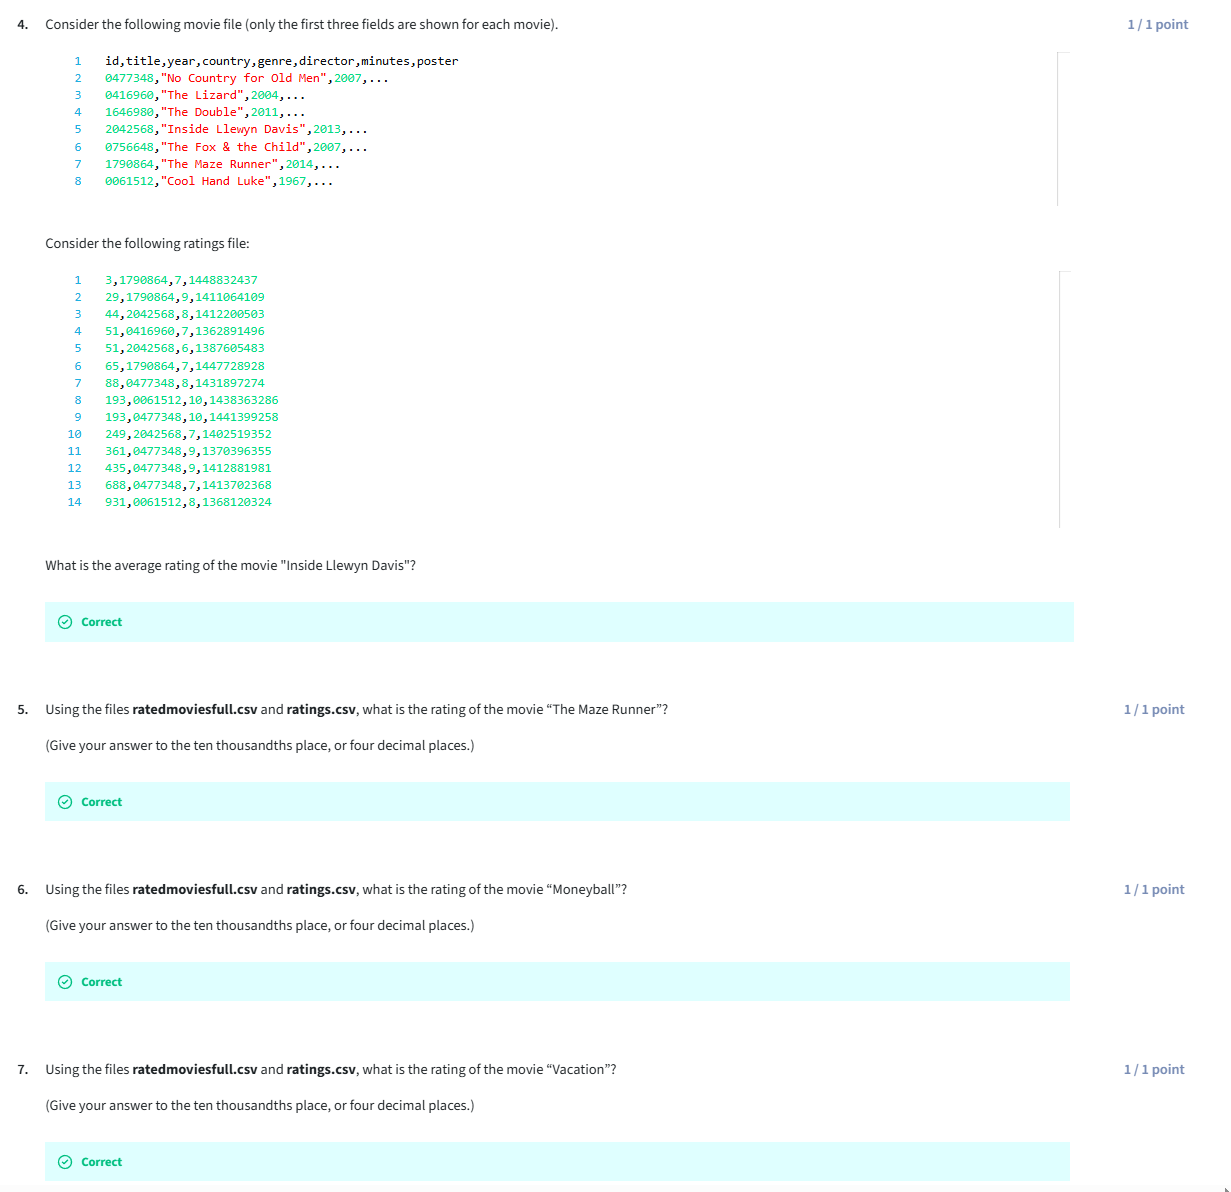 4. Consider the following movie file (only the first three fields are shown for each movie). 1 / 1 point
1 id,title,year,country,genre,director,minutes,poster
2 0477348,"No Country for Old Men",2007,...
3 0416960,"The Lizard",2004,...
4 1646980,"The Double",2011,...
5 2042568,"Inside Llewyn Davis",2013,...
6 0756648,"The Fox & the Child",2007,...
7 1790864,"The Maze Runner",2014,...
8 0061512,"Cool Hand Luke",1967,...
Consider the following ratings file:
1 3,1790864,7,1448832437
2 29,1790864,9,1411064109
3 44,2042568,8,1412200503
4 51,0416960,7,1362891496
5 51,2042568,6,1387605483
6 65,1790864,7,1447728928
7 88,0477348,8,1431897274
8 193,0061512,10,1438363286
9 193,0477348,10,1441399258
10 249,2042568,7,1402519352
11 361,0477348,9,1370396355
12 435,0477348,9,1412881981
13 688,0477348,7,1413702368
14 931,0061512,8,1368120324
What is the average rating of the movie "Inside Llewyn Davis"?
Correct
5. Using the files ratedmoviesfull.csv and ratings.csv, what is the rating of the movie “The Maze Runner”? 1 / 1 point
(Give your answer to the ten thousandths place, or four decimal places.)
Correct
6. Using the files ratedmoviesfull.csv and ratings.csv, what is the rating of the movie “Moneyball”? 1 / 1 point
(Give your answer to the ten thousandths place, or four decimal places.)
Correct
7. Using the files ratedmoviesfull.csv and ratings.csv, what is the rating of the movie “Vacation”? 1 / 1 point
(Give your answer to the ten thousandths place, or four decimal places.)
Correct